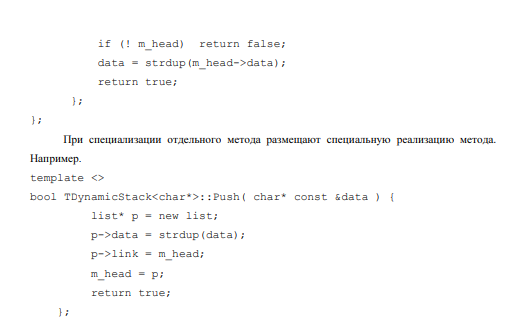 if (! m_head)  return false;
data = strdup(m_head->data);
return true;
};
};
При специализации отдельного метода размещают специальную реализацию метода.
Например.
template <>
bool TDynamicStack<char*>::Push( char* const &data ) {
list* p = new list;
p->data = strdup(data);
p->link = m_head;
m_head = p;
return true;
};